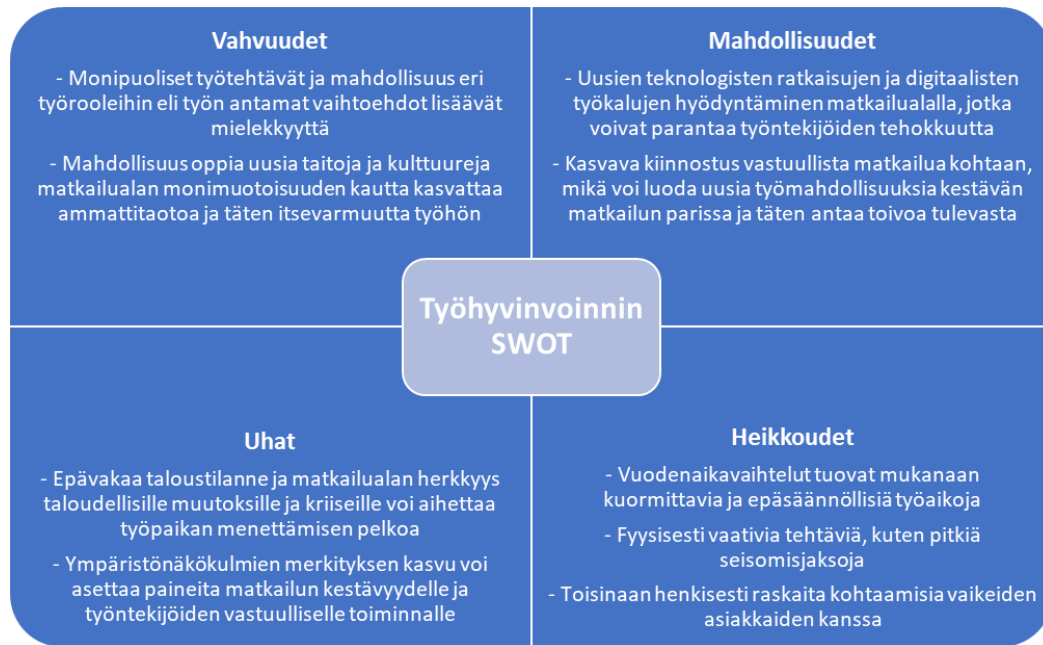 Vahvuudet
- Monipuoliset työtehtävät ja mahdollisuus eri
työrooleihin eli työn antamat vaihtoehdot lisäävät
mielekkyyttä
- Mahdollisuus oppia uusia taitoja ja kulttuureja
matkailualan monimuotoisuuden kautta kasvattaa
ammattitaotoa ja täten itsevarmuutta työhön
Mahdollisuudet
- Uusien teknologisten ratkaisujen ja digitaalisten
työkalujen hyödyntäminen matkailualalla, jotka
voivat parantaa työntekijöiden tehokkuutta
- Kasvava kiinnostus vastuullista matkailua kohtaan,
mikä voi luoda uusia työmahdollisuuksia kestävän
matkailun parissa ja täten antaa toivoa tulevasta
Työhyvinvoinnin
SWOT
Uhat
- Epävakaa taloustilanne ja matkailualan herkkyys
taloudellisille muutoksille ja kriiseille voi aihettaa
työpaikan menettämisen pelkoa
- Ympäristönäkökulmien merkityksen kasvu voi
asettaa paineita matkailun kestävyydelle ja
työntekijöiden vastuulliselle toiminnalle
Heikkoudet
- Vuodenaikavaihtelut tuovat mukanaan
kuormittavia ja epäsäännöllisiä työaikoja
- Fyysisesti vaativia tehtäviä, kuten pitkiä
seisomisjaksoja
- Toisinaan henkisesti raskaita kohtaamisia vaikeiden
asiakkaiden kanssa